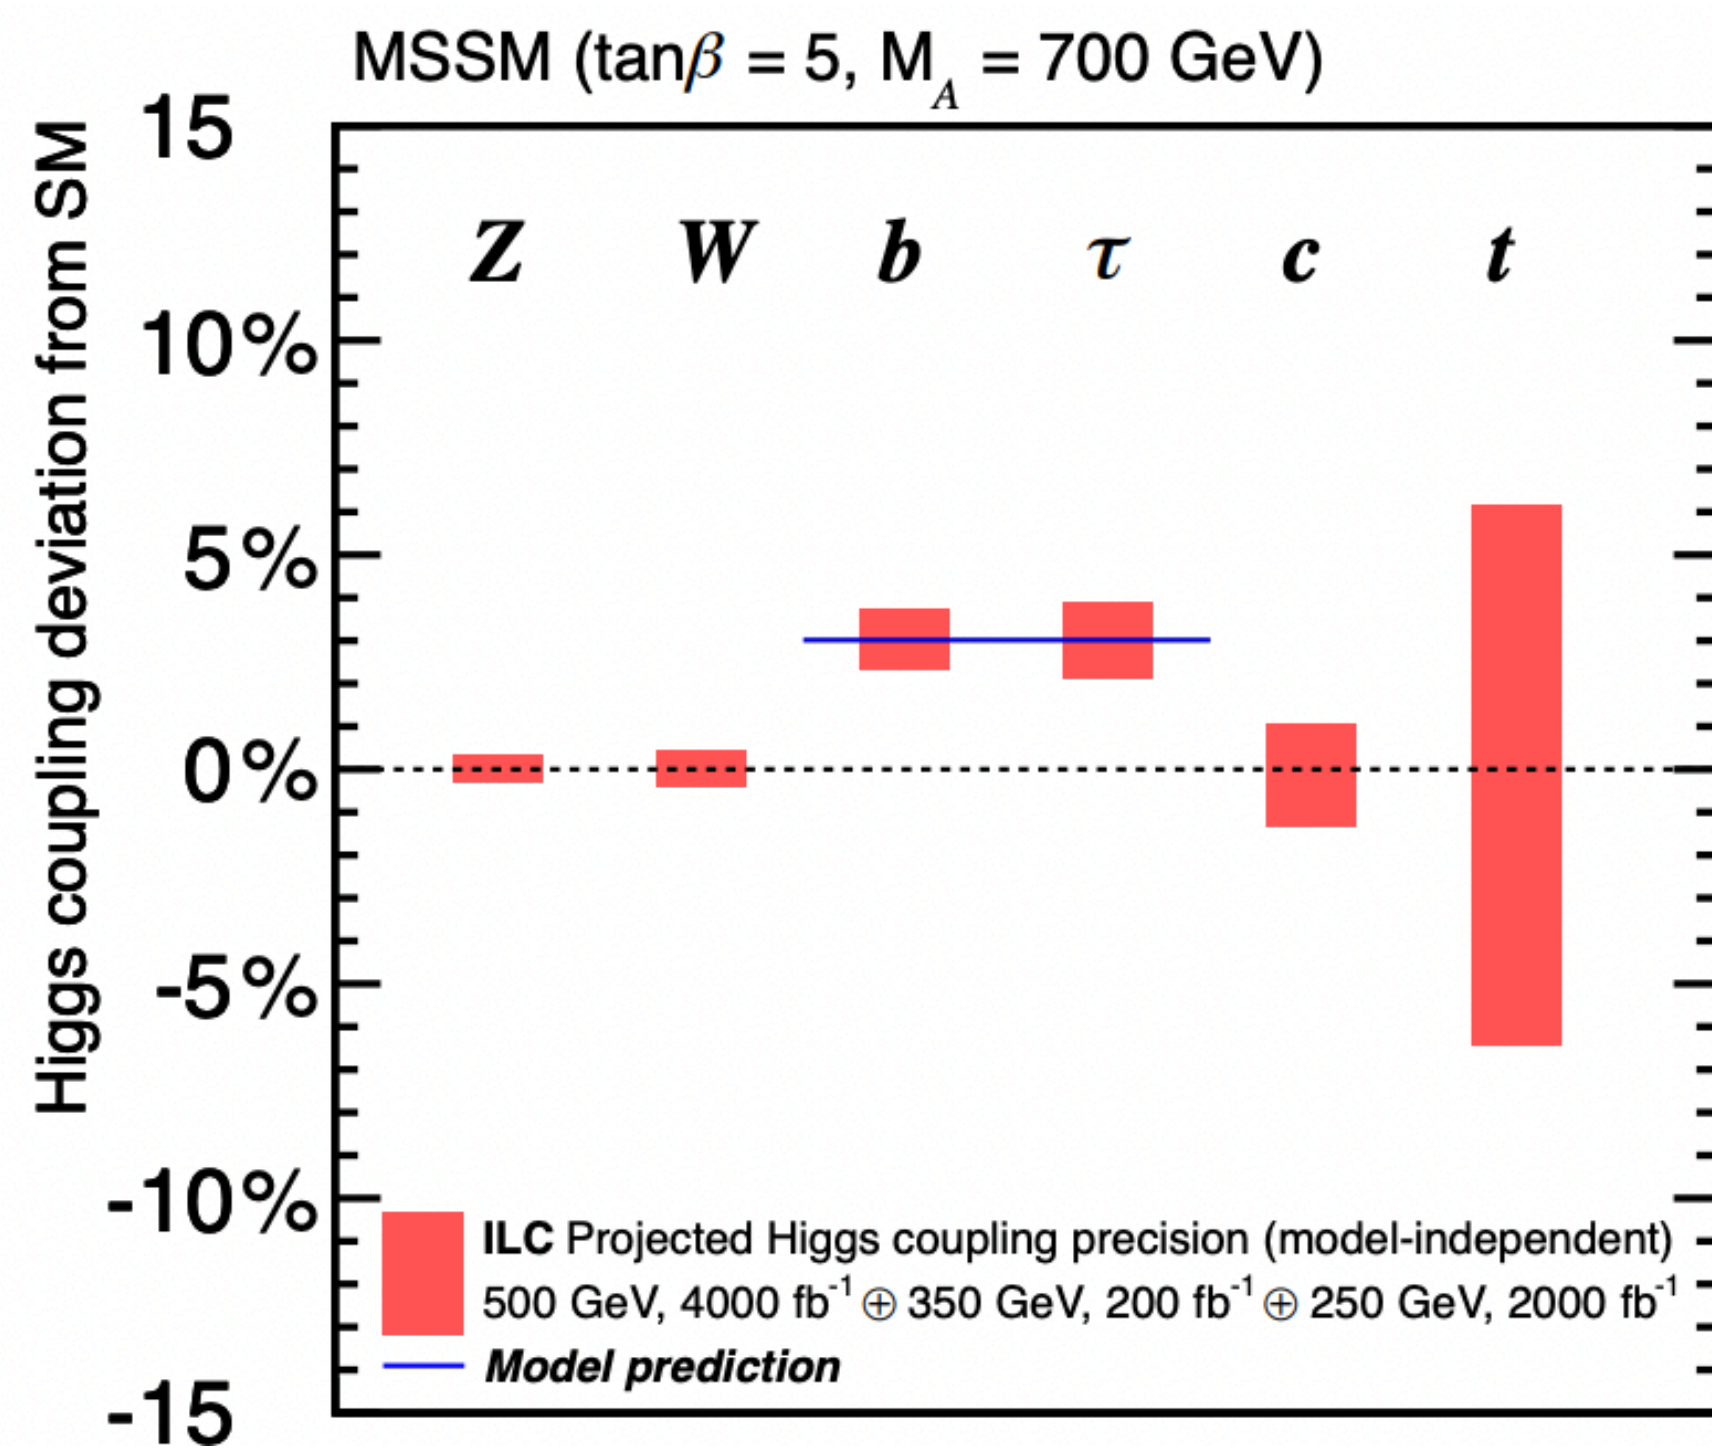 MSSM (tanβ = 5, M_A = 700 GeV)
Higgs coupling deviation from SM
15
10%
5%
0%
-5%
-10%
-15
Z W b τ c t
ILC Projected Higgs coupling precision (model-independent)
500 GeV, 4000 fb⁻¹ ⊕ 350 GeV, 200 fb⁻¹ ⊕ 250 GeV, 2000 fb⁻¹
Model prediction